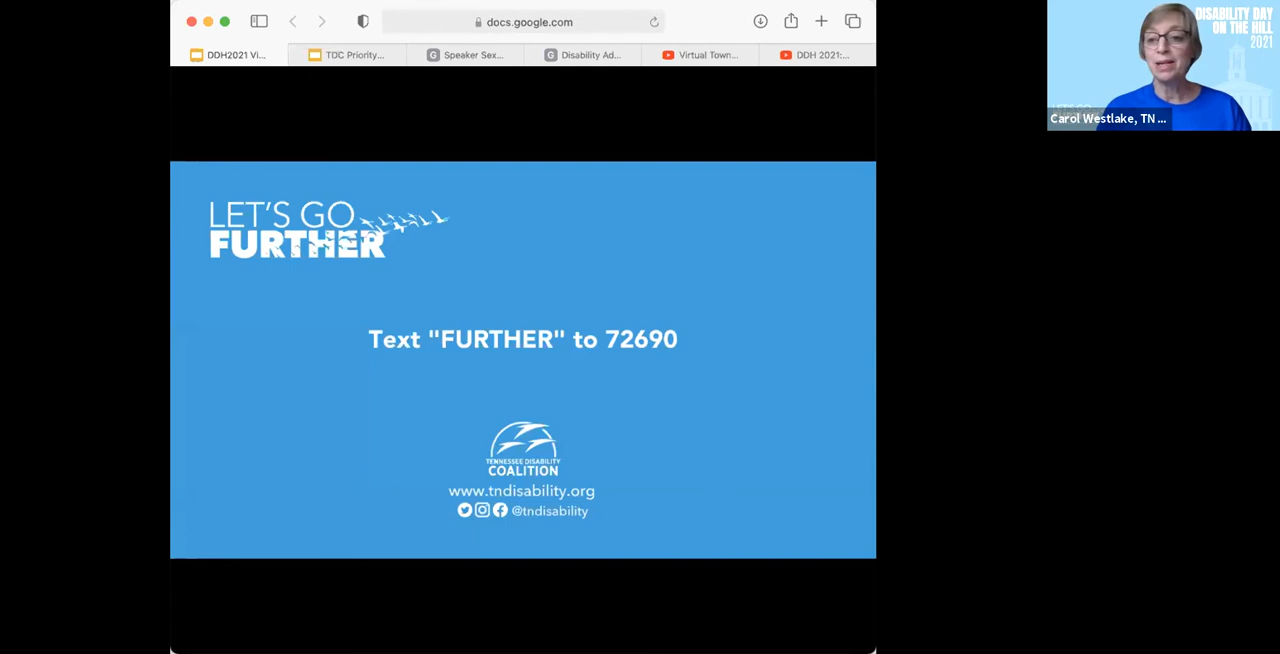 docs.google.com
DDH2021 Vi...
TDC Priority...
Speaker Sex...
Disability Ad...
Virtual Town...
DDH 2021:...
DISABILITY DAY
ON THE HILL
2021
LET'S GO
Carol Westlake, TN ...
LET'S GO
FURTHER
Text "FURTHER" to 72690
TENNESSEE DISABILITY
COALITION
www.tndisability.org
@tndisability